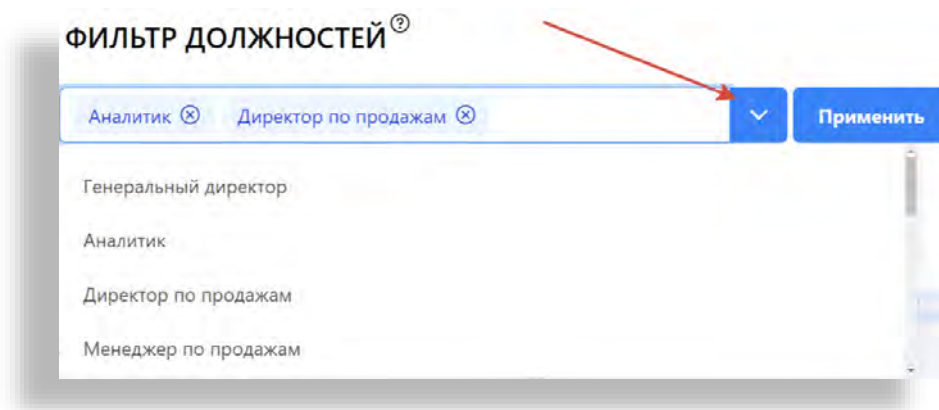 ФИЛЬТР ДОЛЖНОСТЕЙ ?
Аналитик Директор по продажам Применить
Генеральный директор
Аналитик
Директор по продажам
Менеджер по продажам